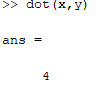 >> dot(x,y)
ans =
4